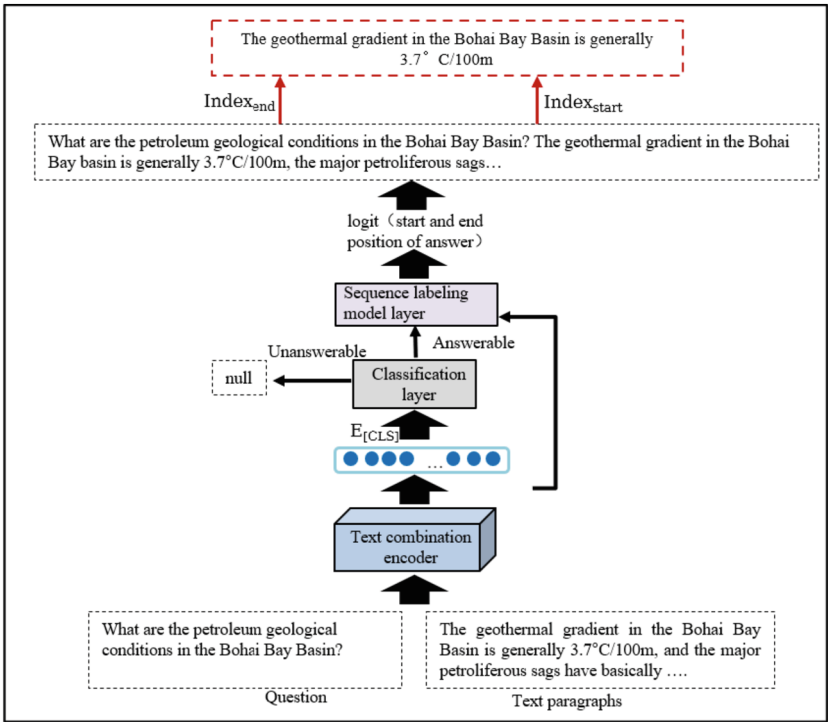 The geothermal gradient in the Bohai Bay Basin is generally
3.7° C/100m
Index_end
Index_start
What are the petroleum geological conditions in the Bohai Bay Basin? The geothermal gradient in the Bohai
Bay basin is generally 3.7°C/100m, the major petroliferous sags…
logit（start and end
position of answer）
Sequence labeling
model layer
Unanswerable
Answerable
null
Classification
layer
E[CLS]
...
Text combination
encoder
What are the petroleum geological
conditions in the Bohai Bay Basin?
The geothermal gradient in the Bohai Bay
Basin is generally 3.7°C/100m, and the major
petroliferous sags have basically ….
Question
Text paragraphs